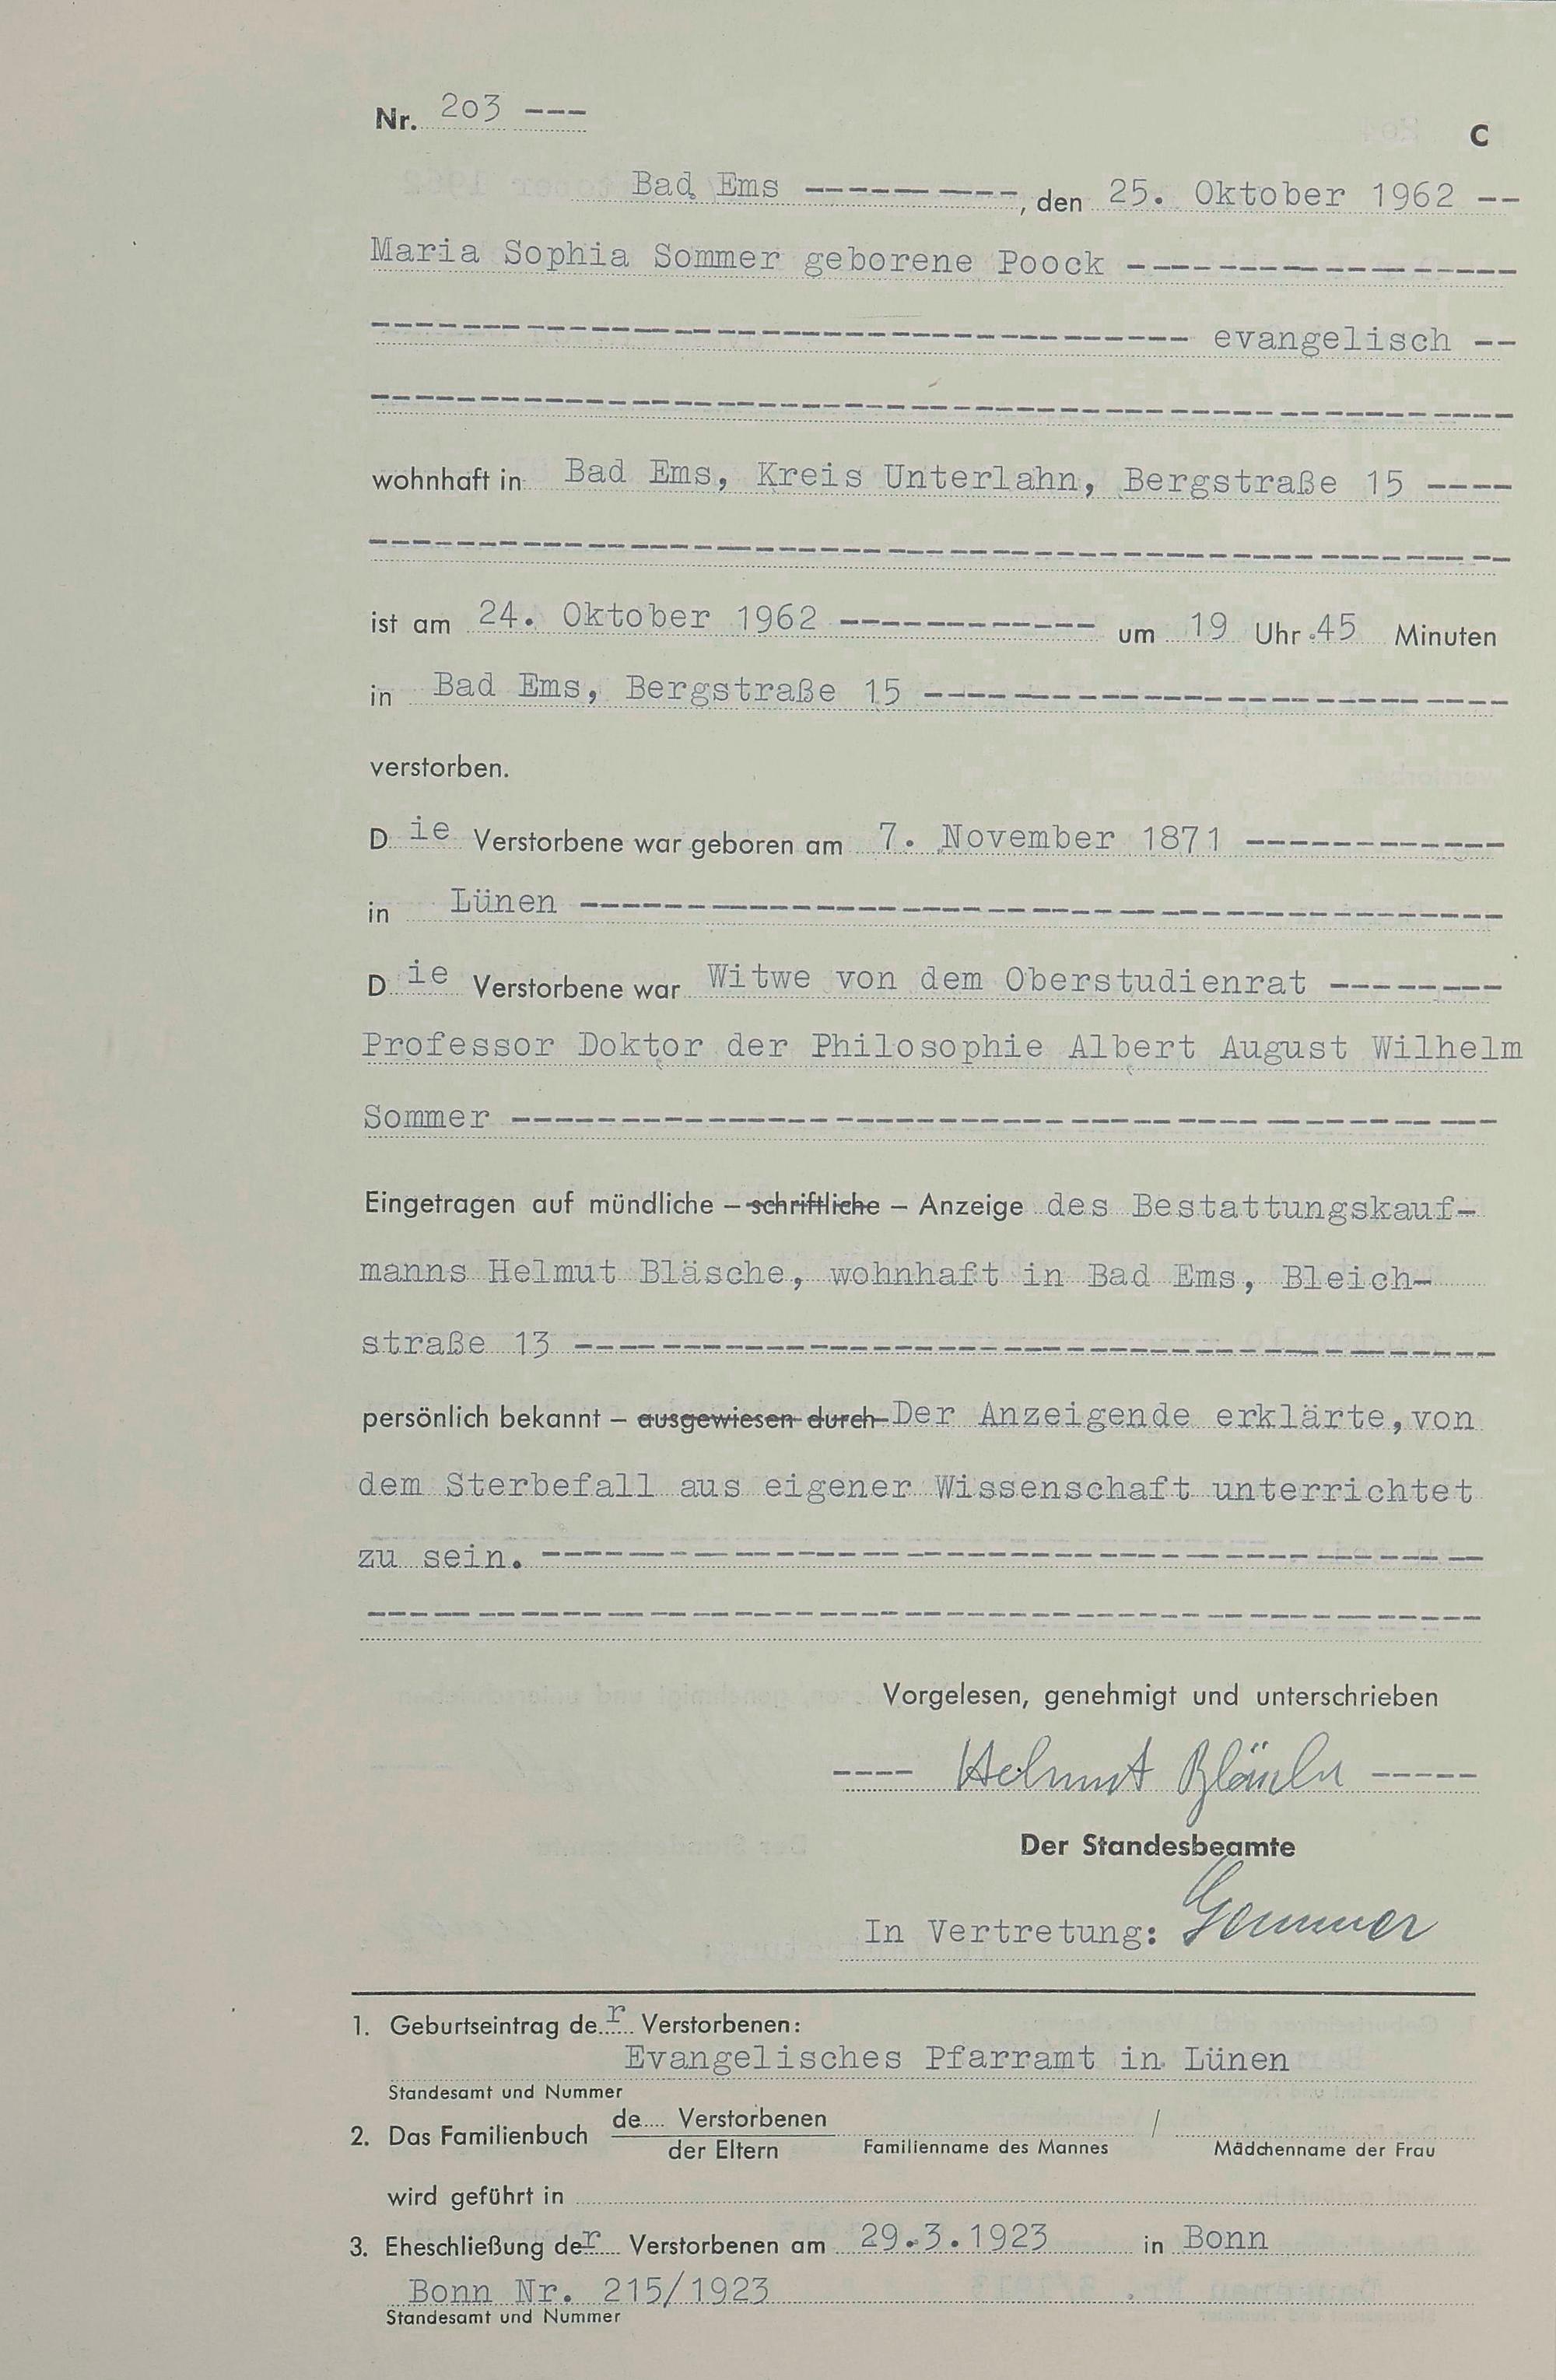 Nr. 2o3 ---
C
Bad Ems ----------, den 25. Oktober 1962 --
Maria Sophia Sommer geborene Poock ------------------
-------------------------------------- evangelisch --
-----------------------------------------------------
wohnhaft in Bad Ems, Kreis Unterlahn, Bergstraße 15 ----
-----------------------------------------------------
ist am 24. Oktober 1962 ------------ um 19 Uhr 45 Minuten
in Bad Ems, Bergstraße 15 ---------------------------
verstorben.
Die Verstorbene war geboren am 7. November 1871 ------------
in Lünen -------------------------------------------
Die Verstorbene war Witwe von dem Oberstudienrat --------
Professor Doktor der Philosophie Albert August Wilhelm
Sommer ----------------------------------------------
Eingetragen auf mündliche – schriftliche – Anzeige des Bestattungskauf-
manns Helmut Bläsche, wohnhaft in Bad Ems, Bleich-
straße 13 -------------------------------------------
persönlich bekannt – ausgewiesen durch Der Anzeigende erklärte, von
dem Sterbefall aus eigener Wissenschaft unterrichtet
zu sein. --------------------------------------------
-----------------------------------------------------
Vorgelesen, genehmigt und unterschrieben
---- Helmut Bläsche -----
Der Standesbeamte
In Vertretung: Gemmer
1. Geburtseintrag der Verstorbenen:
Evangelisches Pfarramt in Lünen
Standesamt und Nummer
2. Das Familienbuch de.... Verstorbenen /
der Eltern Familienname des Mannes Mädchenname der Frau
wird geführt in
3. Eheschließung der Verstorbenen am 29.3.1923 in Bonn
Bonn Nr. 215/1923
Standesamt und Nummer